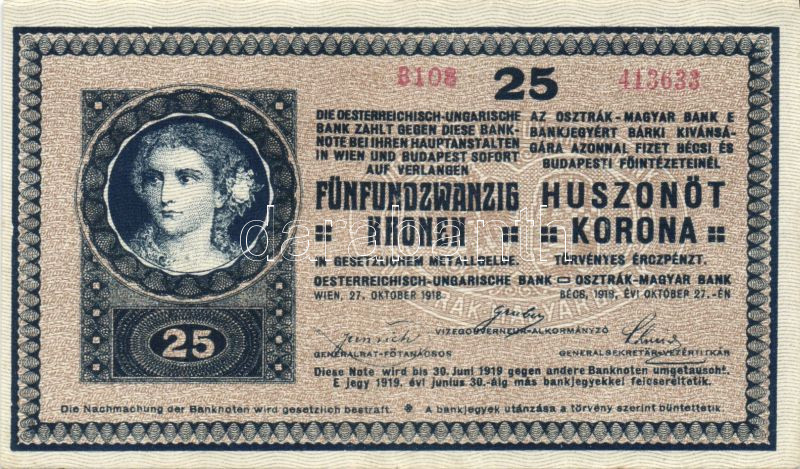 3108 25 413633
DIE OESTERREICHISCH-UNGARISCHE
BANK ZAHLT GEGEN DIESE BANK-
NOTE BEI IHREN HAUPTANSTALTEN
IN WIEN UND BUDAPEST SOFORT
AUF VERLANGEN
FÜNFUNDZWANZIG
KRONEN
IN GESETZLICHEM METALLGELDE.
OESTERREICHISCH-UNGARISCHE BANK
WIEN, 27. OKTOBER 1918.
AZ OSZTRÁK-MAGYAR BANK E
BANKJEGYÉRT BÁRKI KIVÁNSÁ-
GÁRA AZONNAL FIZET BÉCSI ÉS
BUDAPESTI FŐINTÉZETEINÉL
HUSZONÖT
KORONA
TÖRVÉNYES ÉRCZPÉNZT.
OSZTRÁK-MAGYAR BANK
BÉCS, 1918. ÉVI OKTÓBER 27.-ÉN
darabanth.com
VIZEGOUVERNEUR-ALKORMÁNYZÓ
GENERALRAT-FŐTANÁCSOS
GENERALSEKRETÄR-VEZÉRTITKÁR
25
Diese Note wird bis 30. Juni 1919 gegen andere Banknoten umgetauscht.
E jegy 1919. évi junius 30.-áig más bankjegyekkel felcseréltetik.
Die Nachmachung der Banknoten wird gesetzlich bestraft. A bankjegyek utánzása a törvény szerint büntettetik.